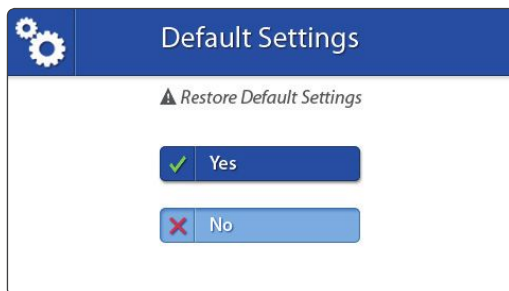 Default Settings
Restore Default Settings
Yes
No